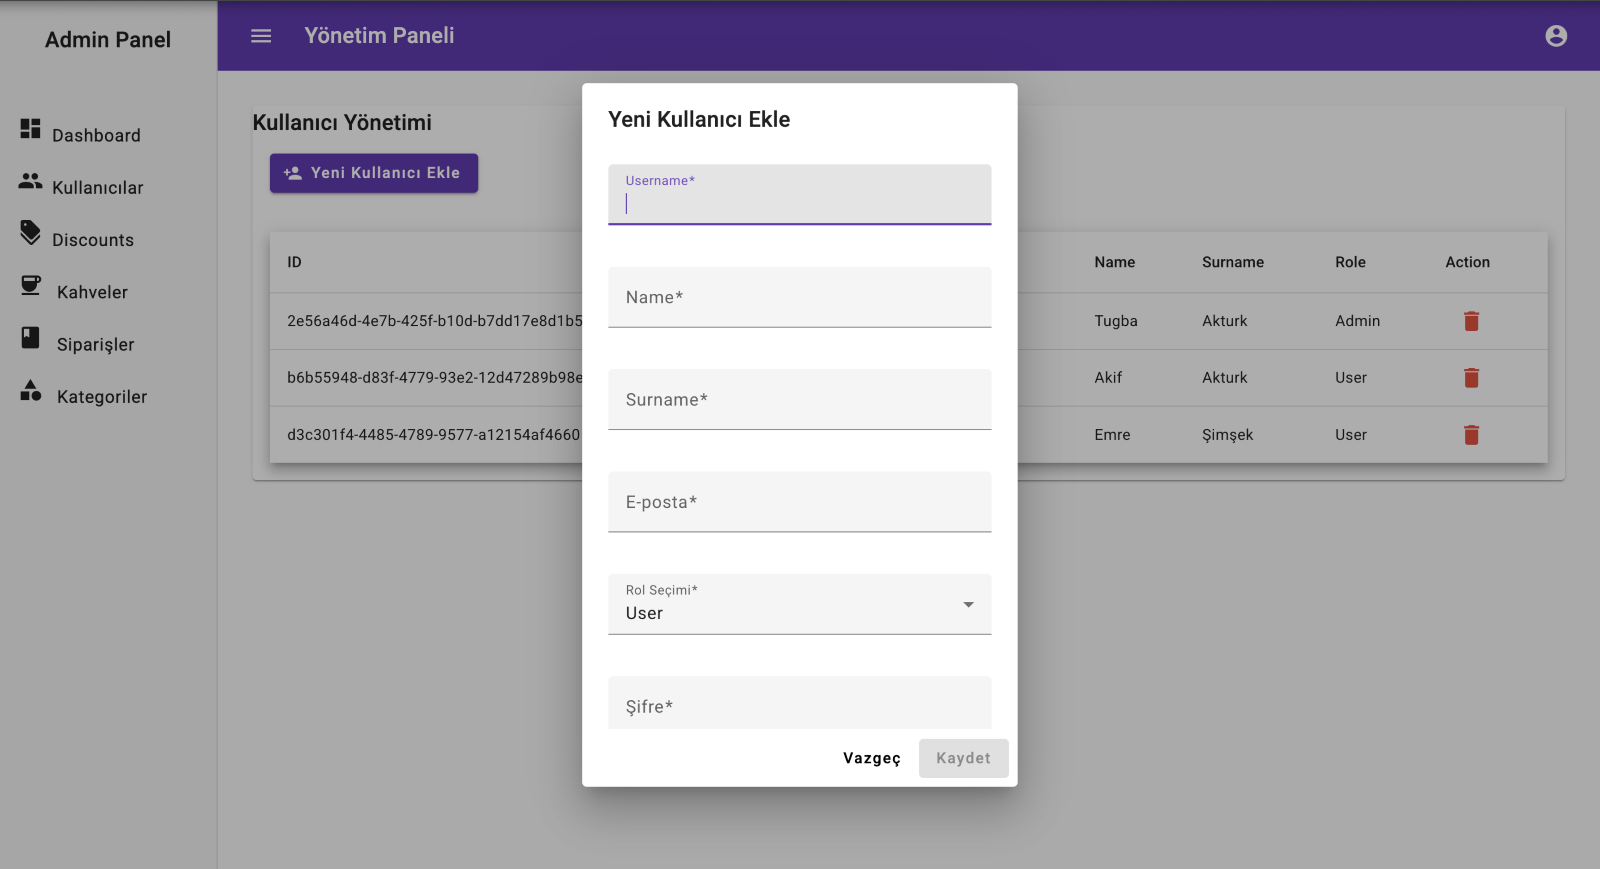 Admin Panel
Yönetim Paneli
Dashboard
Kullanıcılar
Discounts
Kahveler
Siparişler
Kategoriler
Kullanıcı Yönetimi
Yeni Kullanıcı Ekle
ID Name Surname Role Action
2e56a46d-4e7b-425f-b10d-b7dd17e8d1b5 Tugba Akturk Admin
b6b55948-d83f-4779-93e2-12d47289b98e Akif Akturk User
d3c301f4-4485-4789-9577-a12154af4660 Emre Şimşek User
Yeni Kullanıcı Ekle
Username*
Name*
Surname*
E-posta*
Rol Seçimi*
User
Şifre*
Vazgeç Kaydet